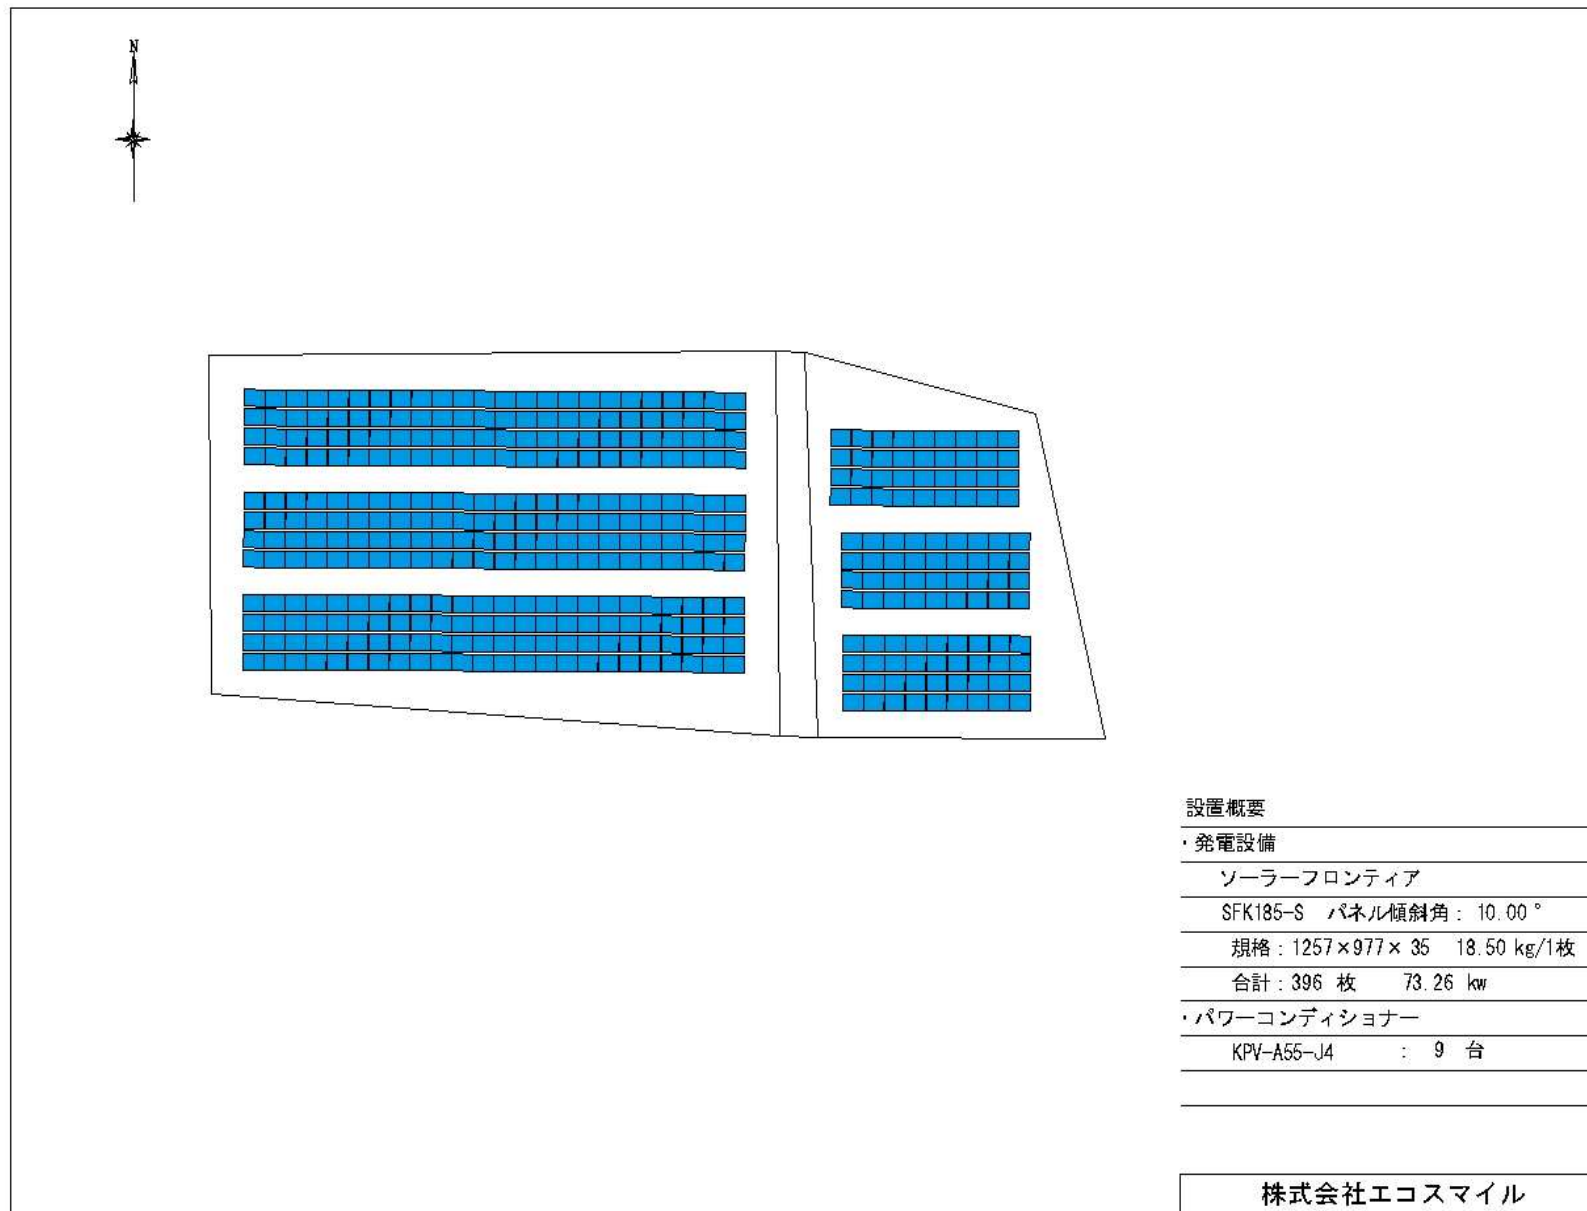 N
設置概要
・発電設備
ソーラーフロンティア
SFK185-S パネル傾斜角: 10.00°
規格:1257×977×35 18.50 kg/1枚
合計:396 枚 73.26 kw
・パワーコンディショナー
KPV-A55-J4 : 9 台
株式会社エコスマイル